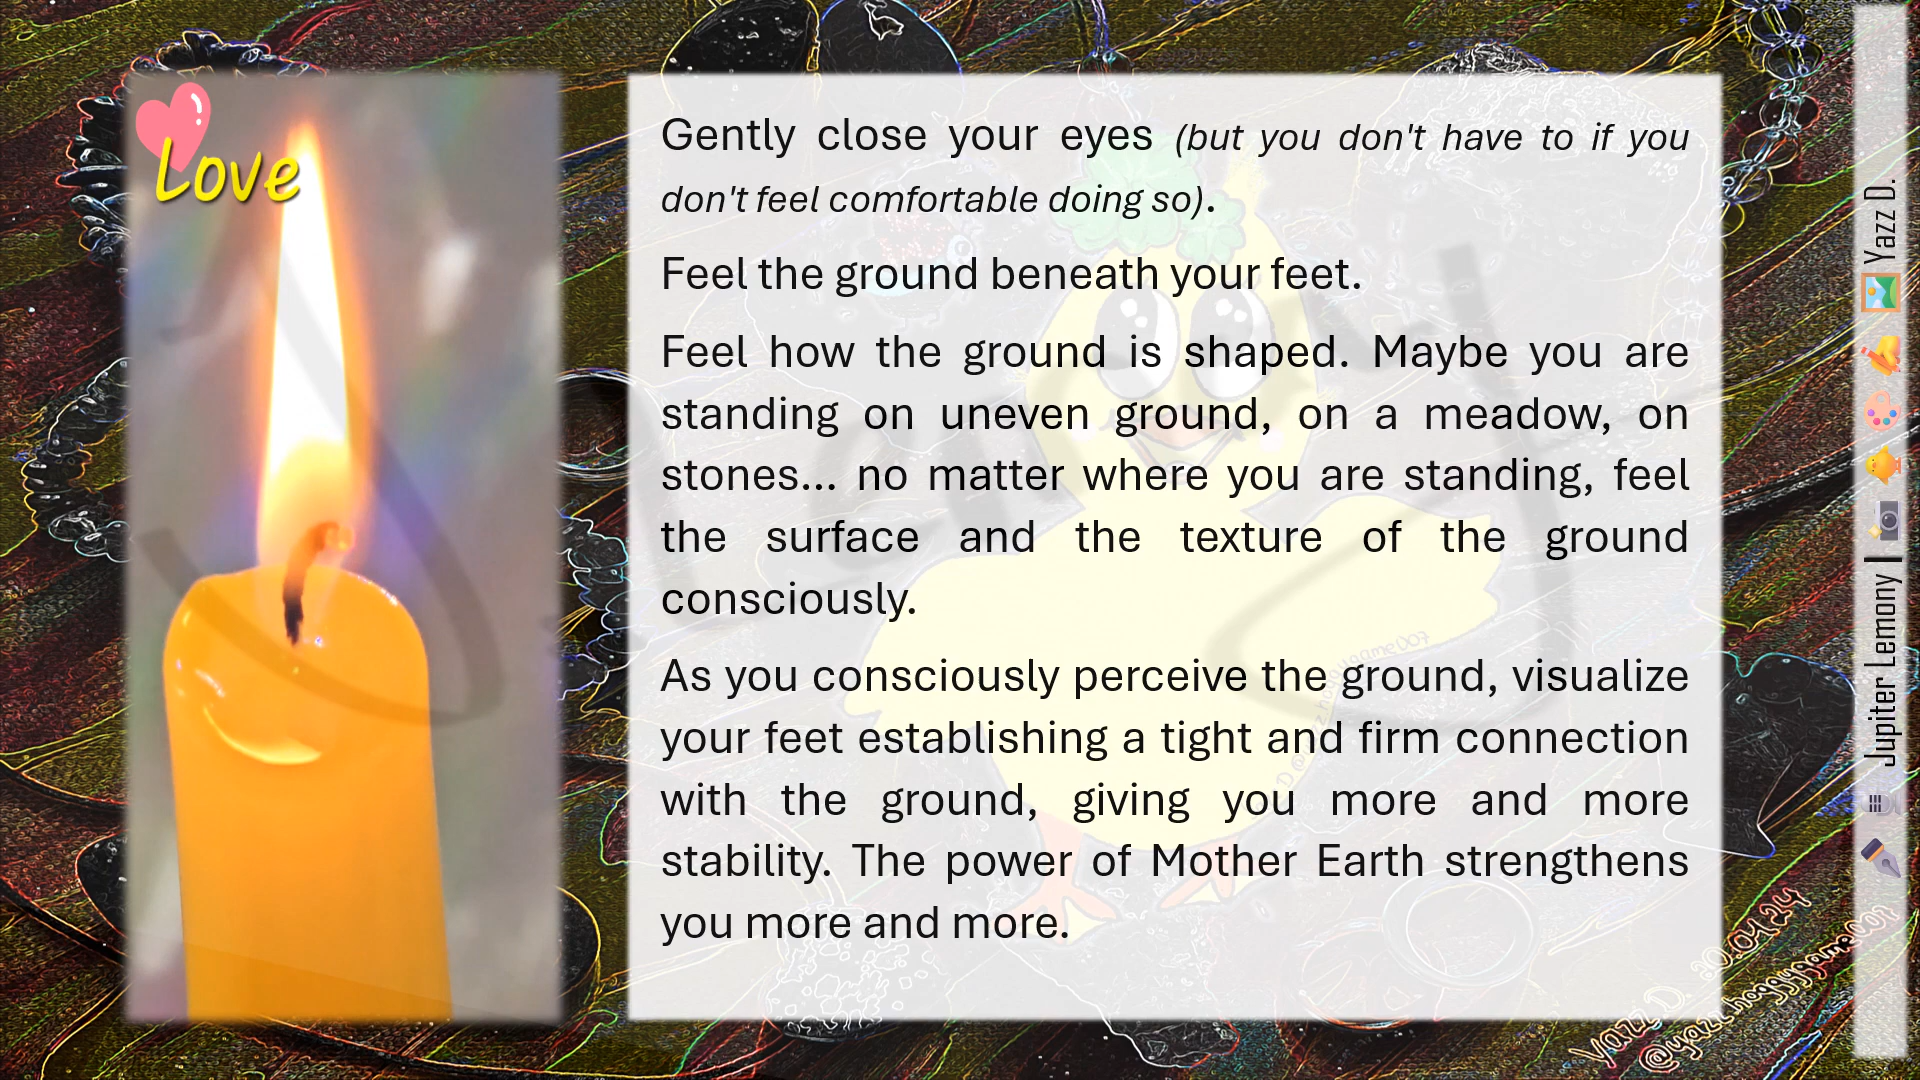 Love
Gently close your eyes (but you don't have to if you
don't feel comfortable doing so).
Feel the ground beneath your feet.
Feel how the ground is shaped. Maybe you are
standing on uneven ground, on a meadow, on
stones... no matter where you are standing, feel
the surface and the texture of the ground
consciously.
As you consciously perceive the ground, visualize
your feet establishing a tight and firm connection
with the ground, giving you more and more
stability. The power of Mother Earth strengthens
you more and more.
Jupiter Lemony | Yazz D.
Yazz D. 20.04.24
@yazz.hoggygame007